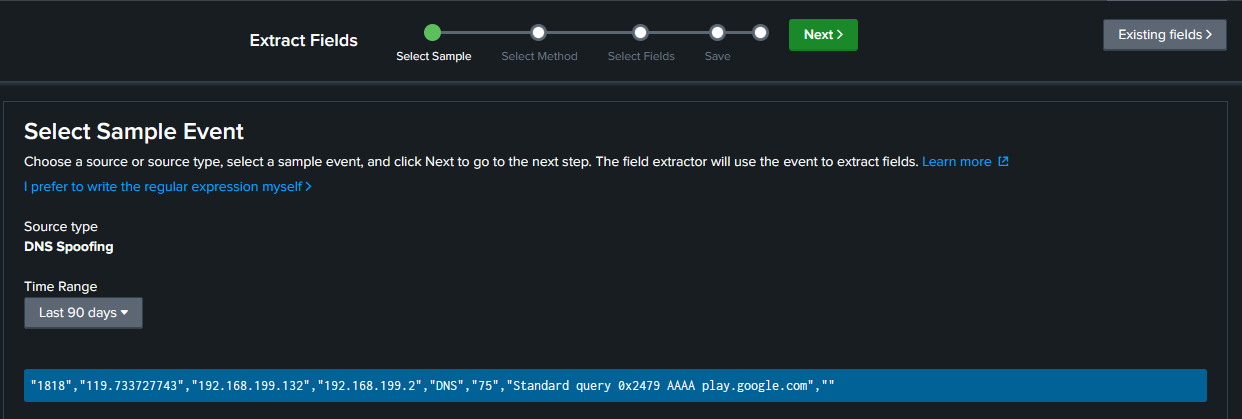 Extract Fields
Select Sample
Select Method
Select Fields
Save
Next >
Existing fields >
Select Sample Event
Choose a source or source type, select a sample event, and click Next to go to the next step. The field extractor will use the event to extract fields. Learn more
I prefer to write the regular expression myself >
Source type
DNS Spoofing
Time Range
Last 90 days
"1818","119.733727743","192.168.199.132","192.168.199.2","DNS","75","Standard query 0x2479 AAAA play.google.com",""